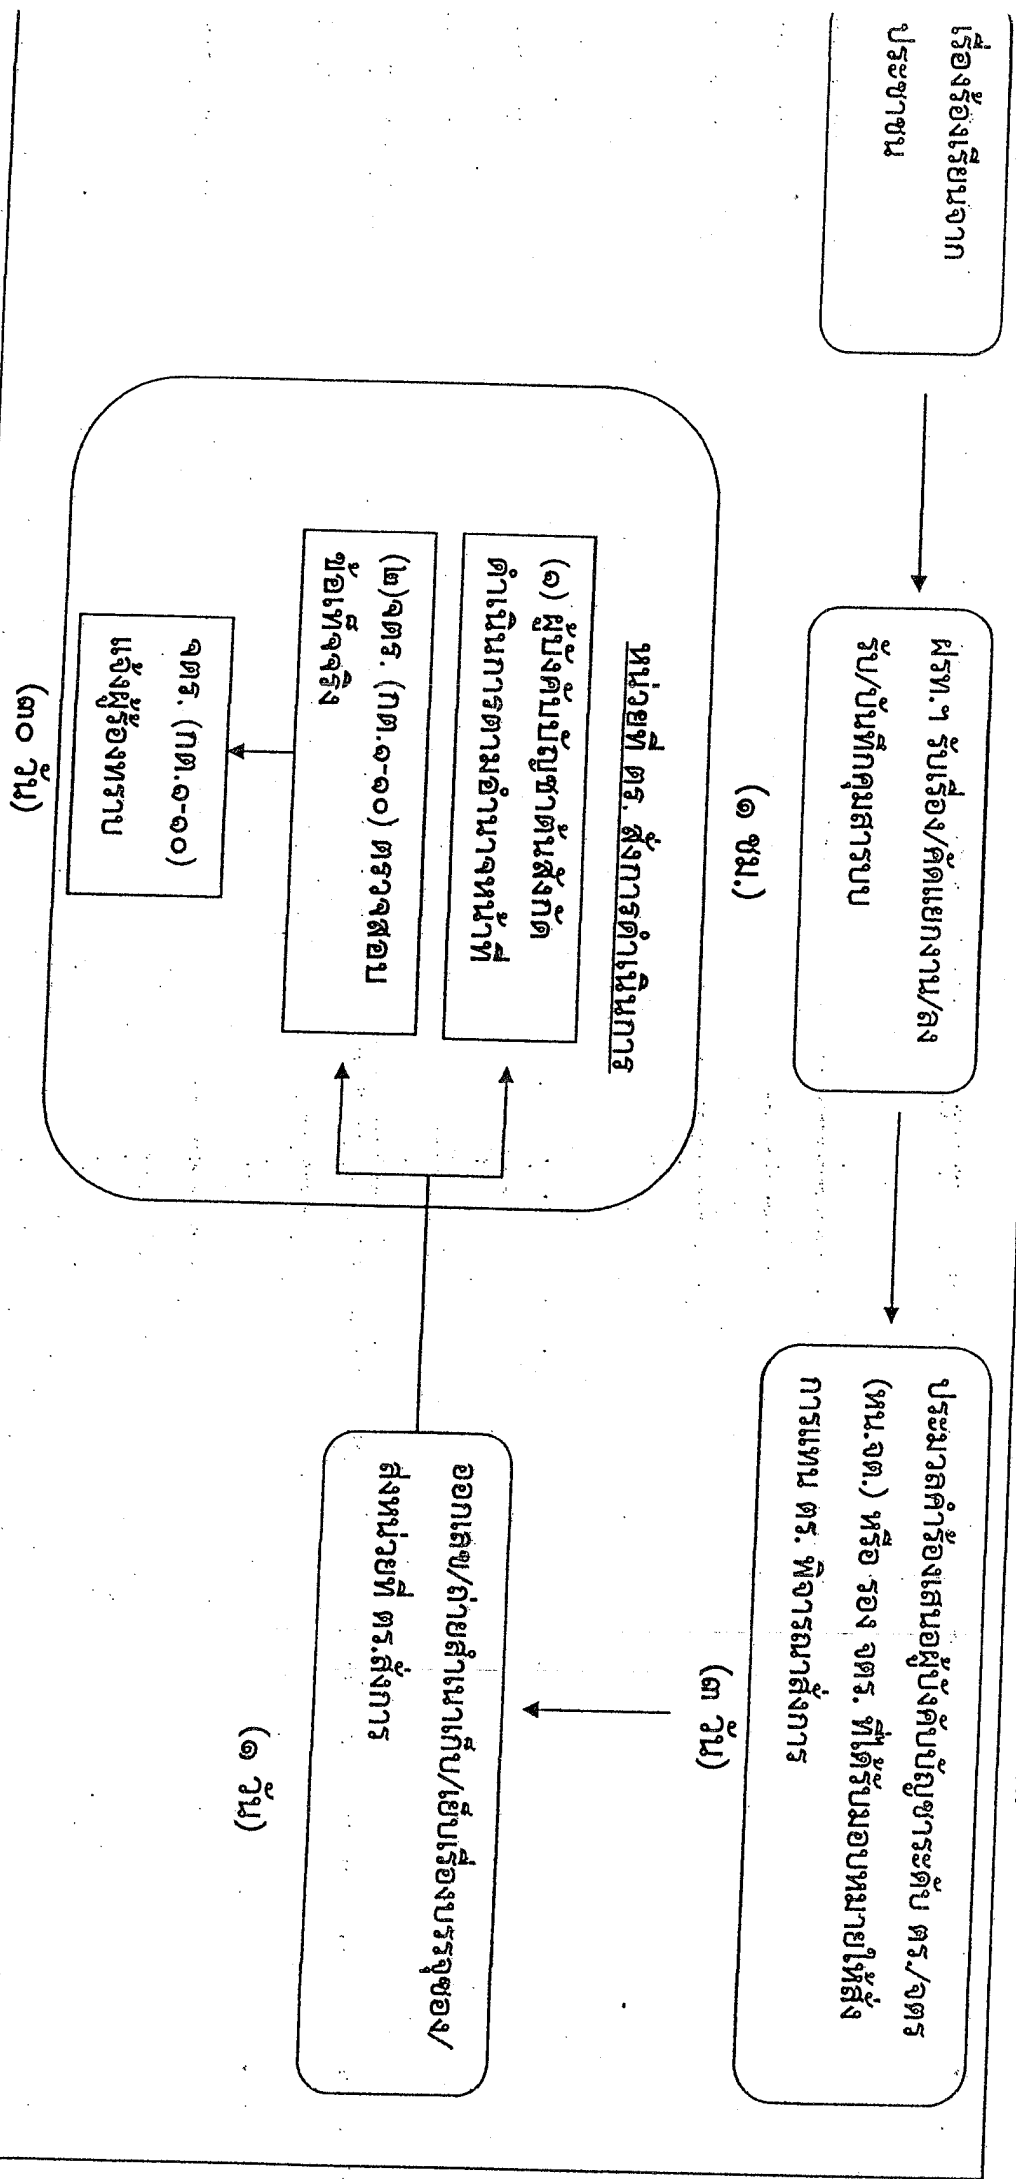 เรื่องร้องเรียนจาก
ประชาชน
ฝรท.ฯ รับเรื่อง/คัดแยกงาน/ลง
รับ/บันทึกคุมสารบบ
(๑ ชม.)
ประมวลคำร้องเสนอผู้บังคับบัญชาระดับ ตร./จตร
(หน.จต.) หรือ รอง จตร. ที่ได้รับมอบหมายให้สั่ง
การแทน ตร. พิจารณาสั่งการ
(๓ วัน)
ออกเลข/ถ่ายสำเนาเก็บ/เย็บเรื่องบรรจุซอง/
ส่งหน่วยที่ ตร.สั่งการ
(๑ วัน)
หน่วยที่ ตร. สั่งการดำเนินการ
(๑) ผู้บังคับบัญชาต้นสังกัด
ดำเนินการตามอำนาจหน้าที่
(๒)จตร. (กต.๑-๑๐) ตรวจสอบ
ข้อเท็จจริง
จตร. (กต.๑-๑๐)
แจ้งผู้ร้องทราบ
(๓๐ วัน)